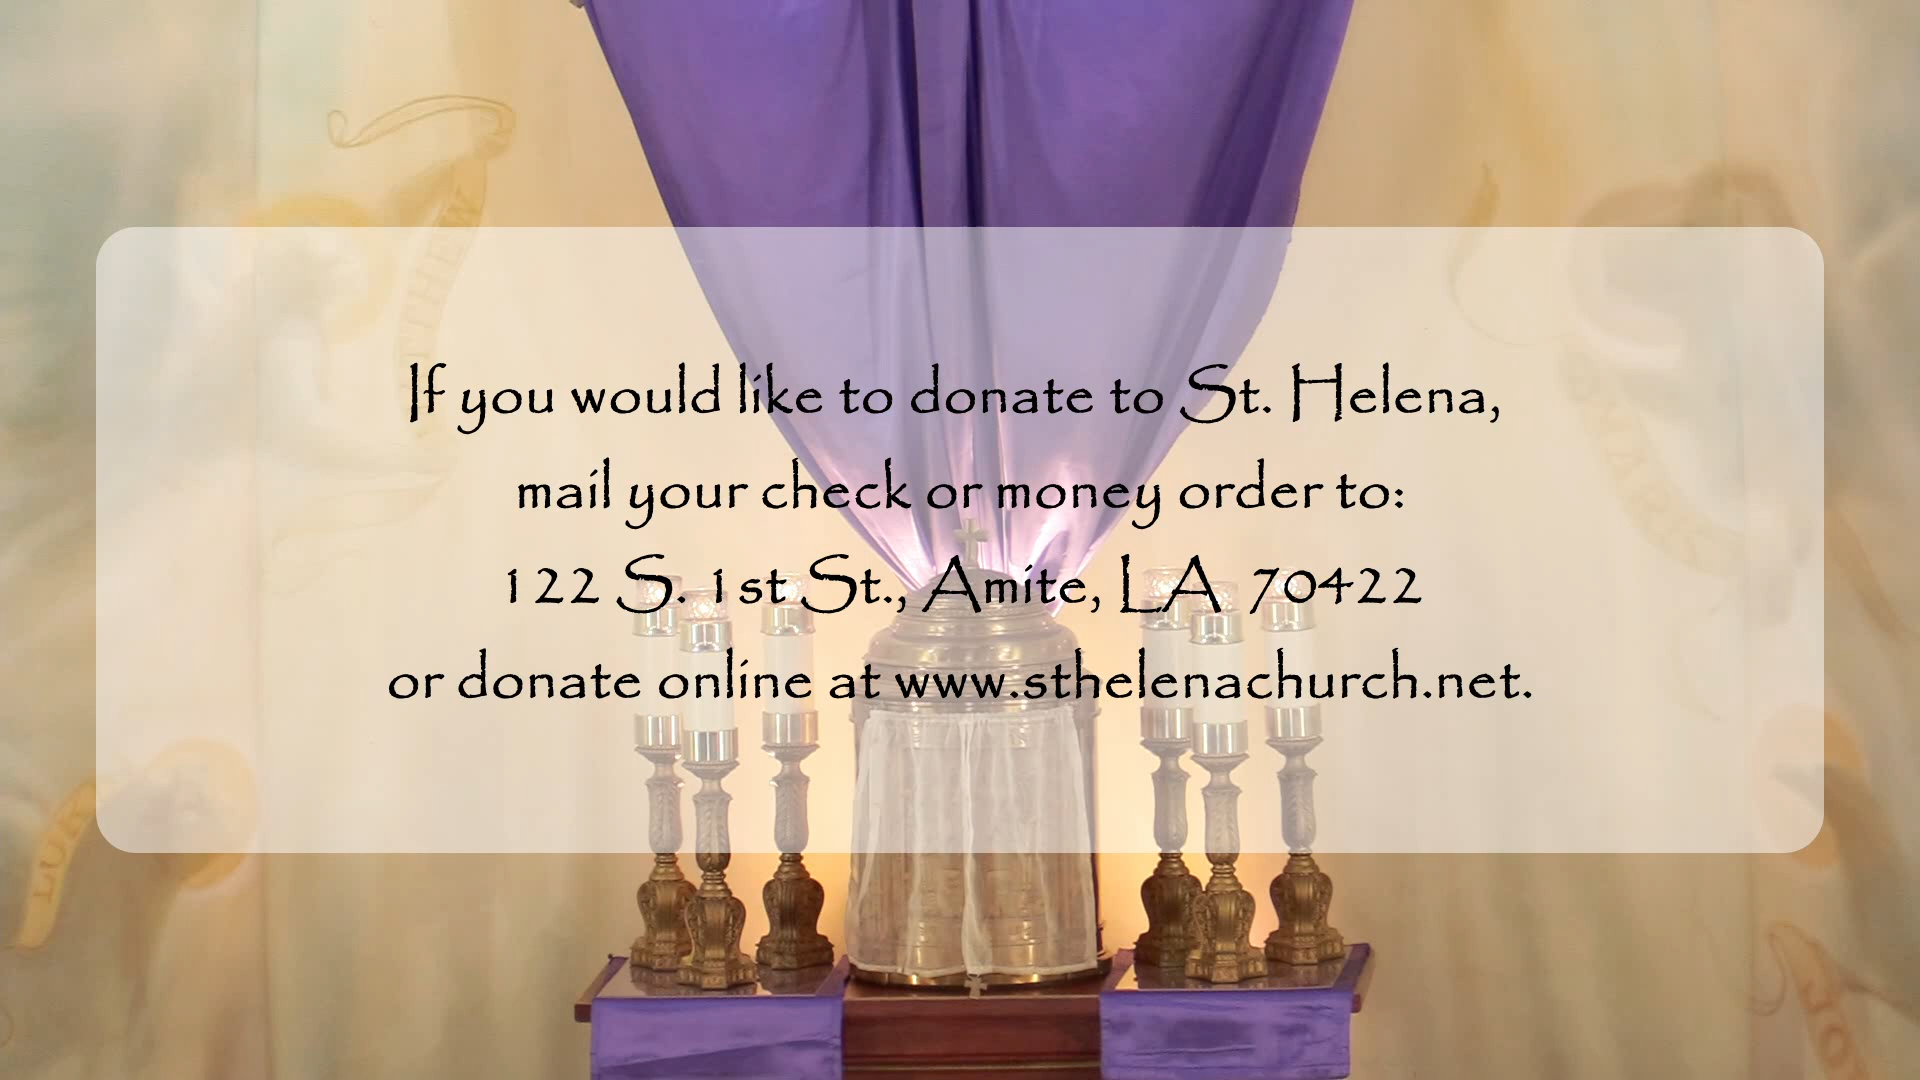 If you would like to donate to St. Helena,
mail your check or money order to:
122 S. 1st St., Amite, LA 70422
or donate online at www.sthelenachurch.net.